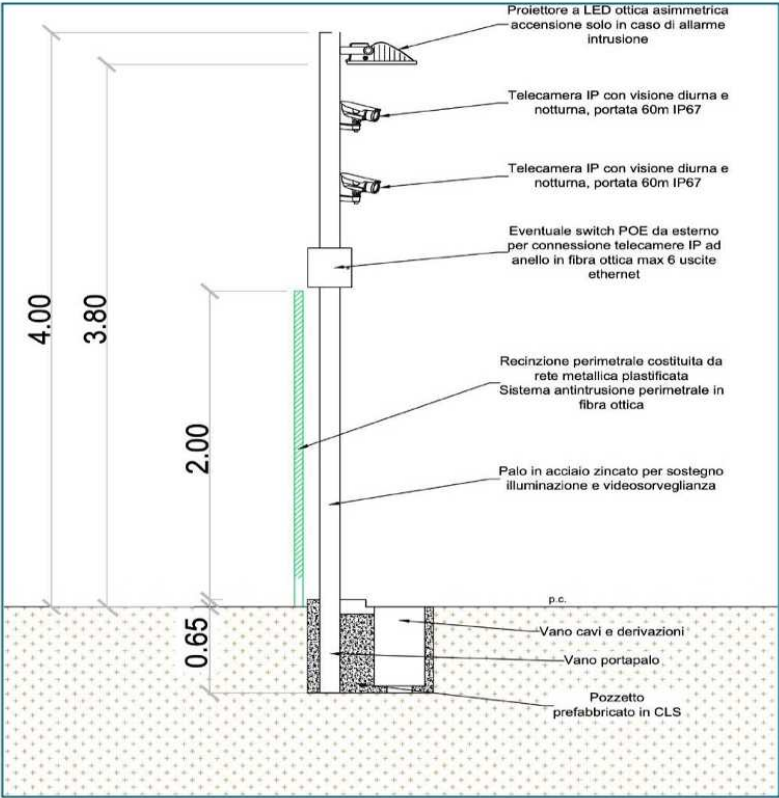 Proiettore a LED ottica asimmetrica
accensione solo in caso di allarme
intrusione
Telecamera IP con visione diurna e
notturna, portata 60m IP67
Telecamera IP con visione diurna e
notturna, portata 60m IP67
Eventuale switch POE da esterno
per connessione telecamere IP ad
anello in fibra ottica max 6 uscite
ethernet
4.00
3.80
2.00
Recinzione perimetrale costituita da
rete metallica plastificata
Sistema antintrusione perimetrale in
fibra ottica
Palo in acciaio zincato per sostegno
illuminazione e videosorveglianza
p.c.
0.65
Vano cavi e derivazioni
Vano portapalo
Pozzetto
prefabbricato in CLS